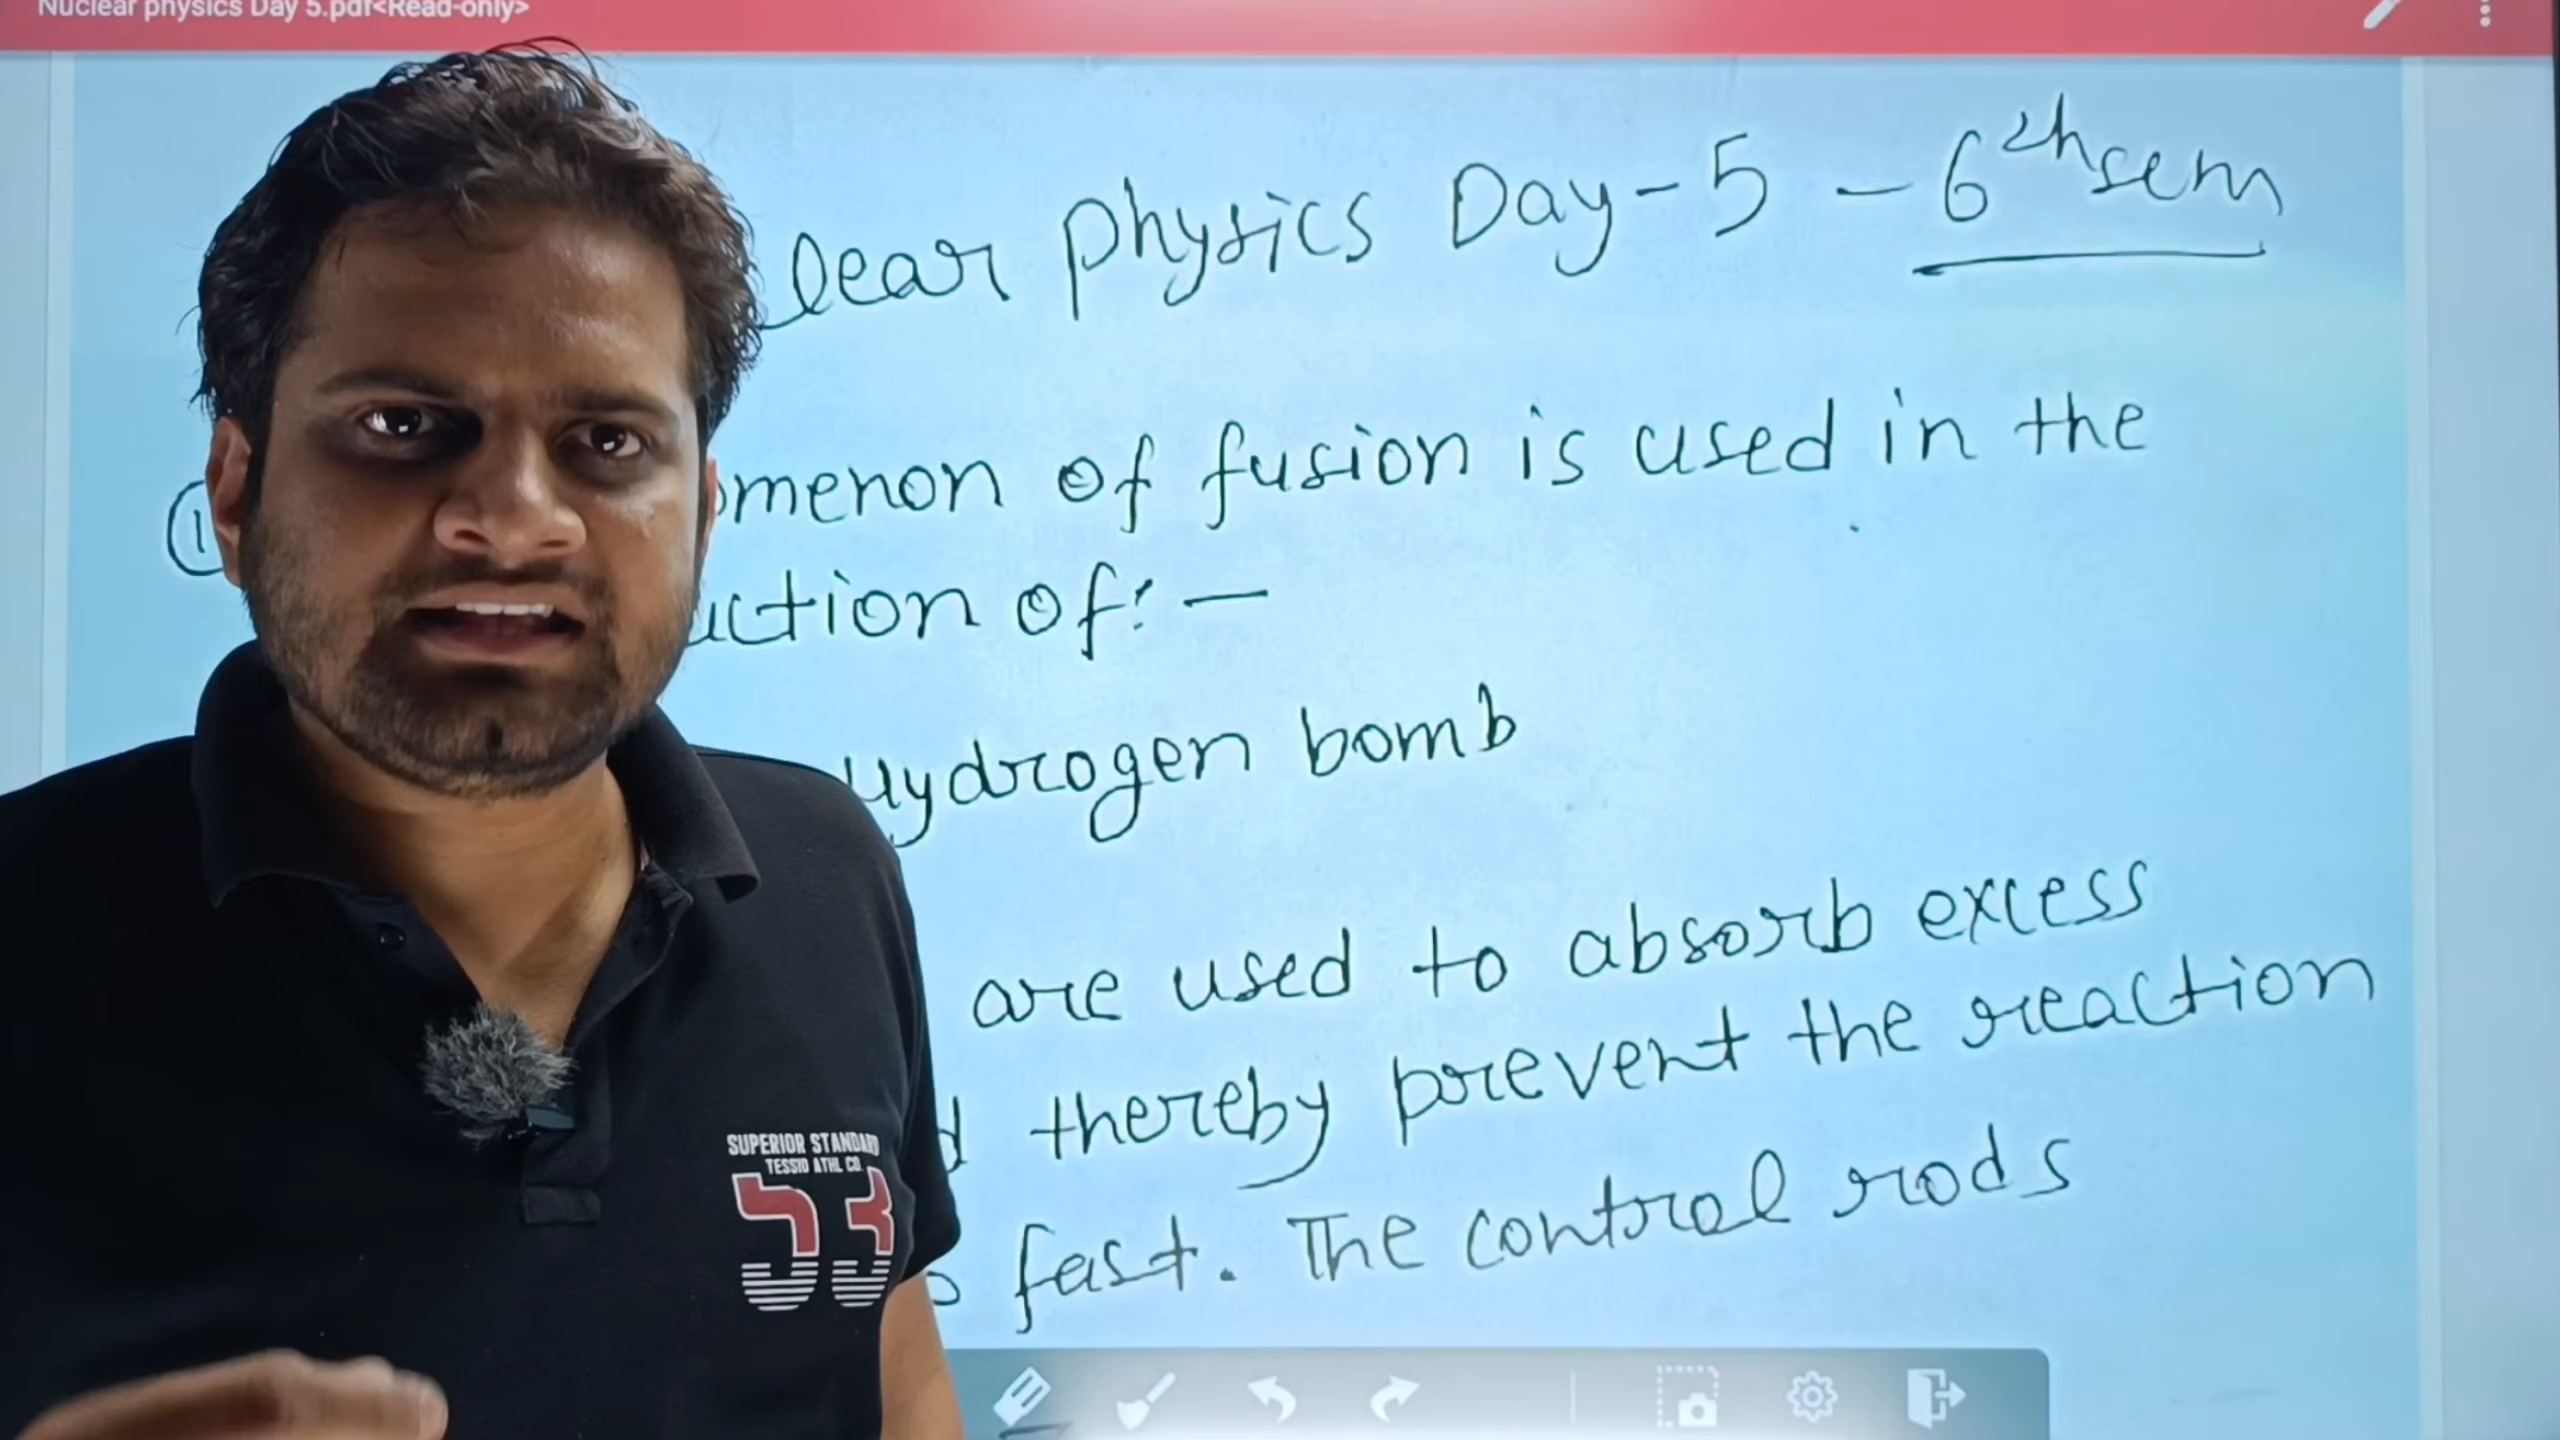 Nuclear physics Day 5.pdf<Read-only>
lear physics Day-5 - 6th sem
① omenon of fusion is used in the
uction of:-
Hydrogen bomb
are used to absorb excess
d thereby prevent the reaction
o fast. The control rods
SUPERIOR STANDARD
TESSIO ATHL CO.
53